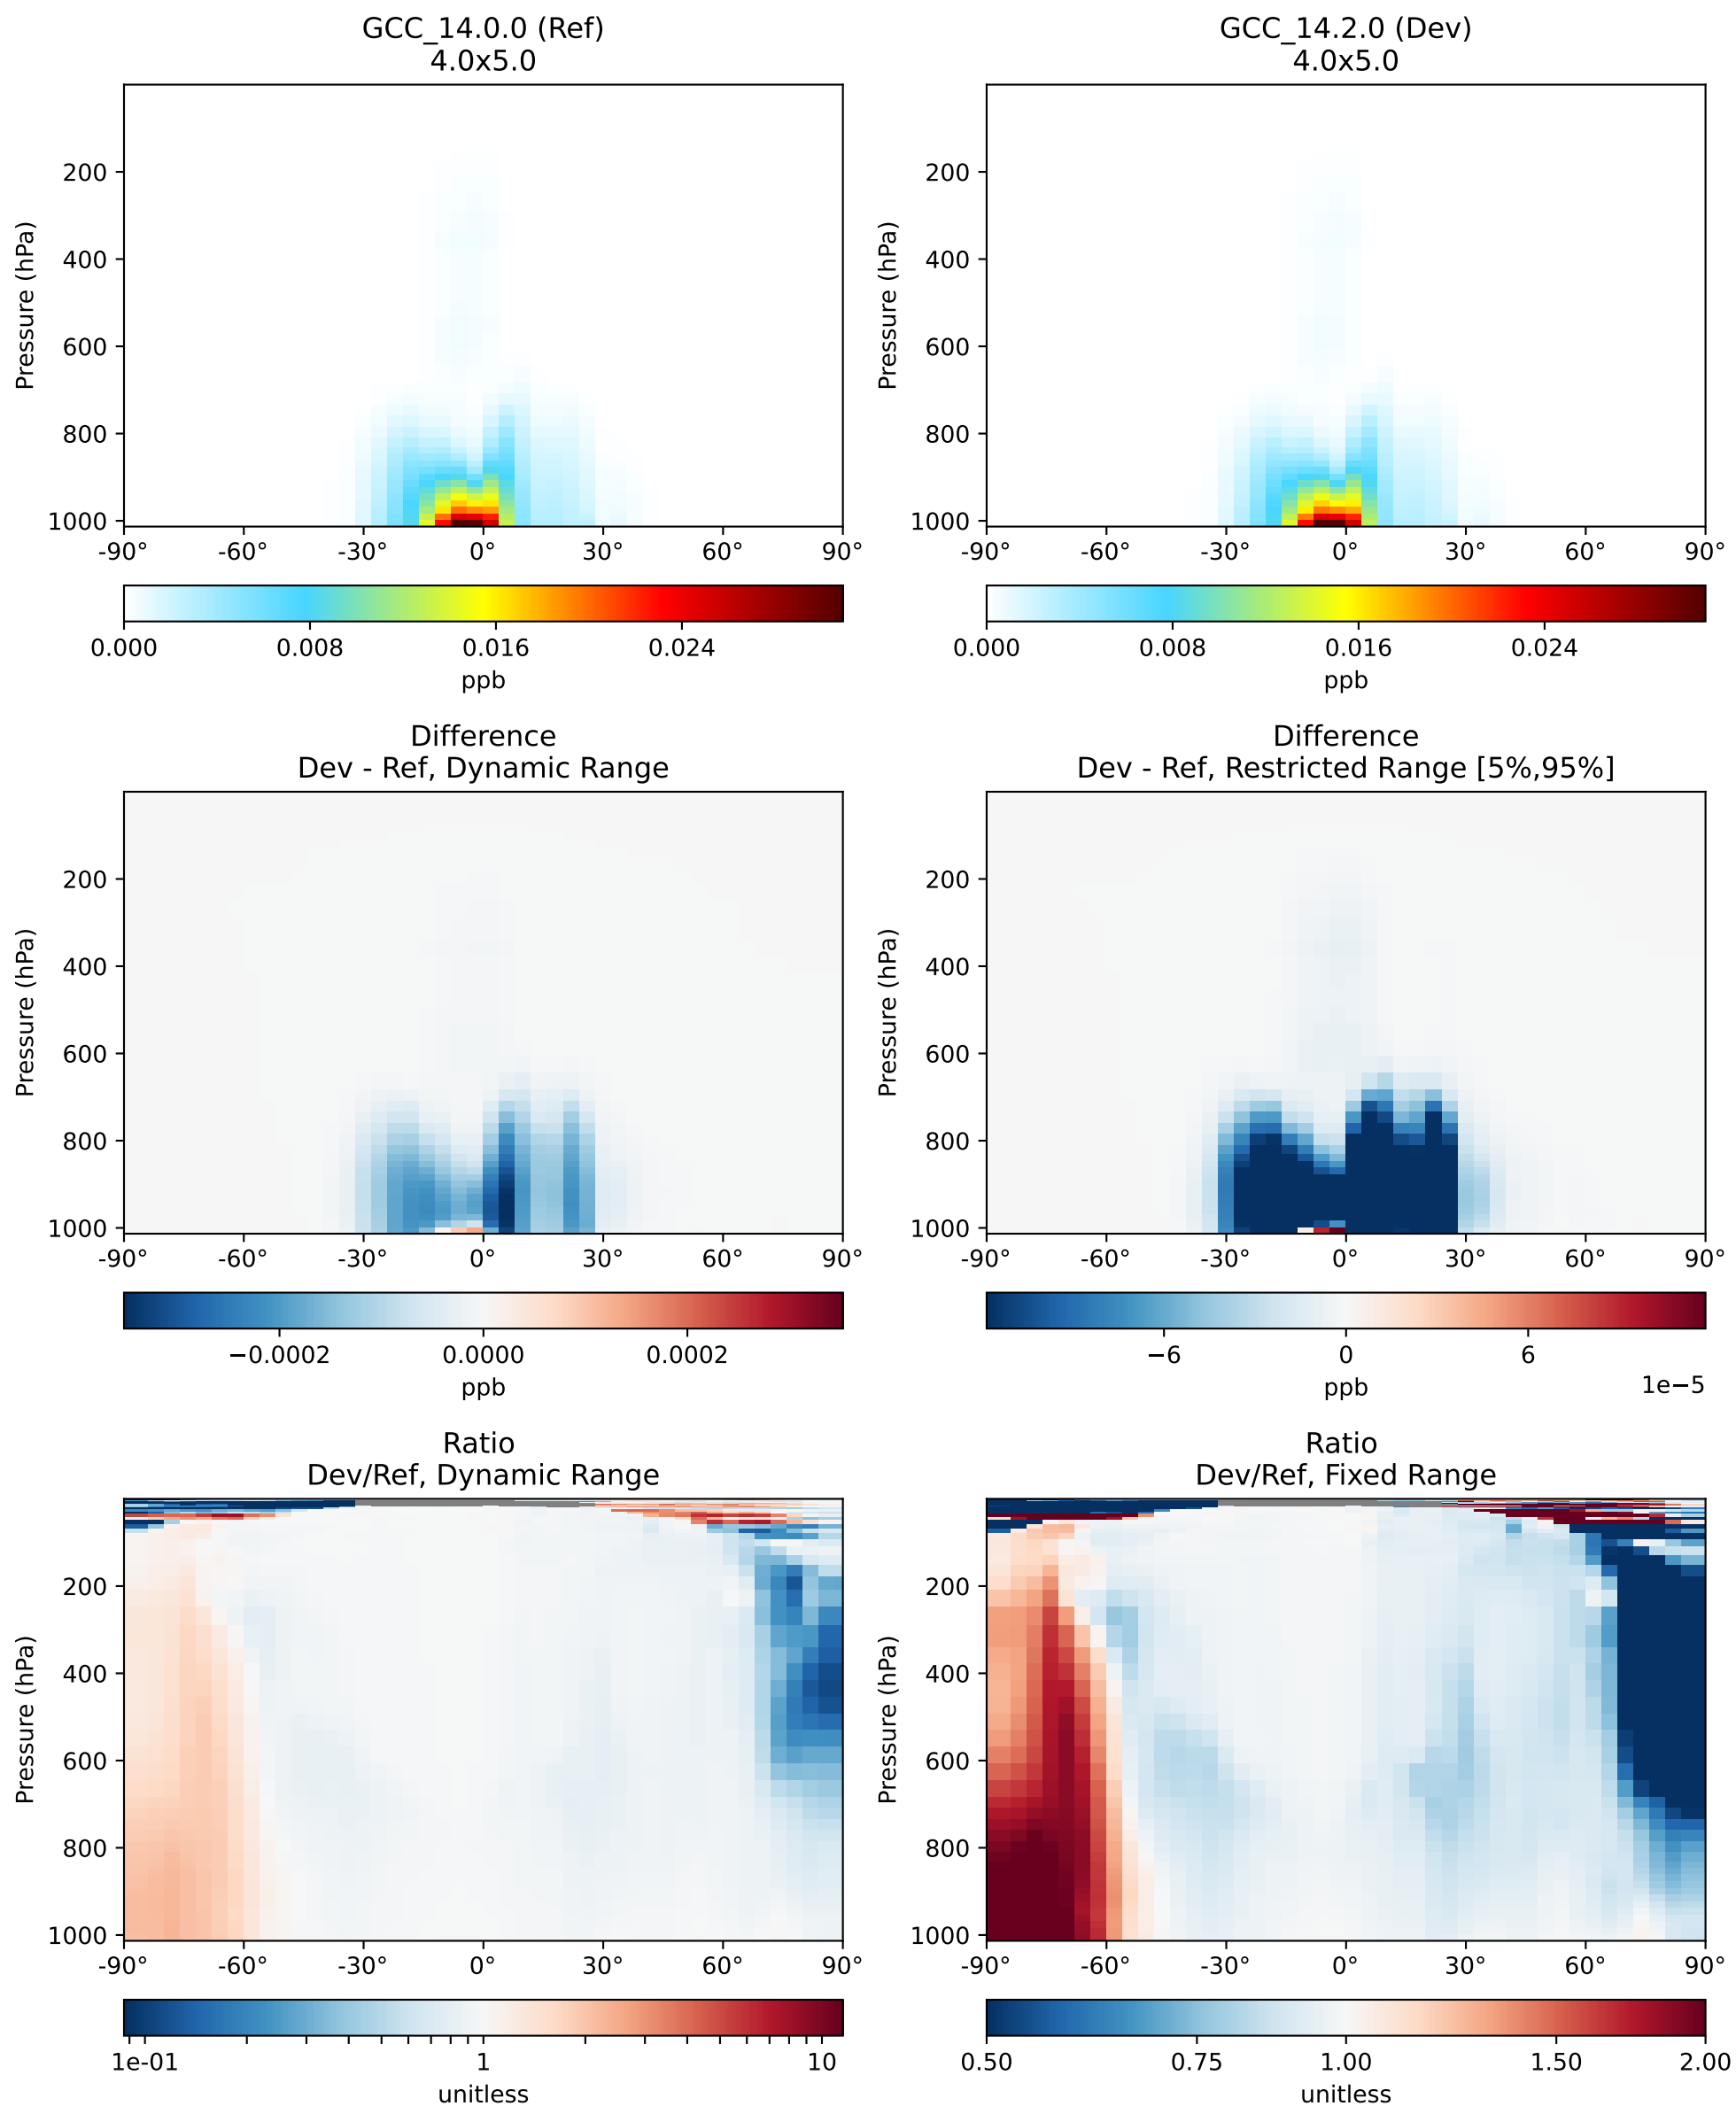 GCC_14.0.0 (Ref)
4.0x5.0
Pressure (hPa)
200
400
600
800
1000
-90° -60° -30° 0° 30° 60° 90°
0.000 0.008 0.016 0.024
ppb
GCC_14.2.0 (Dev)
4.0x5.0
Pressure (hPa)
200
400
600
800
1000
-90° -60° -30° 0° 30° 60° 90°
0.000 0.008 0.016 0.024
ppb
Difference
Dev - Ref, Dynamic Range
Pressure (hPa)
200
400
600
800
1000
-90° -60° -30° 0° 30° 60° 90°
−0.0002 0.0000 0.0002
ppb
Difference
Dev - Ref, Restricted Range [5%,95%]
Pressure (hPa)
200
400
600
800
1000
-90° -60° -30° 0° 30° 60° 90°
−6 0 6
1e−5
ppb
Ratio
Dev/Ref, Dynamic Range
Pressure (hPa)
200
400
600
800
1000
-90° -60° -30° 0° 30° 60° 90°
1e-01 1 10
unitless
Ratio
Dev/Ref, Fixed Range
Pressure (hPa)
200
400
600
800
1000
-90° -60° -30° 0° 30° 60° 90°
0.50 0.75 1.00 1.50 2.00
unitless